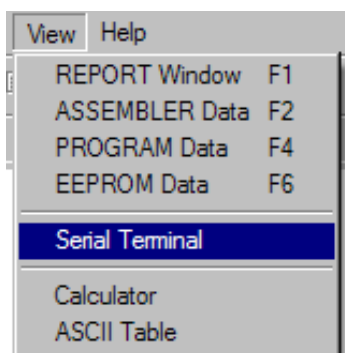 View Help
REPORT Window F1
ASSEMBLER Data F2
PROGRAM Data F4
EEPROM Data F6
Serial Terminal
Calculator
ASCII Table